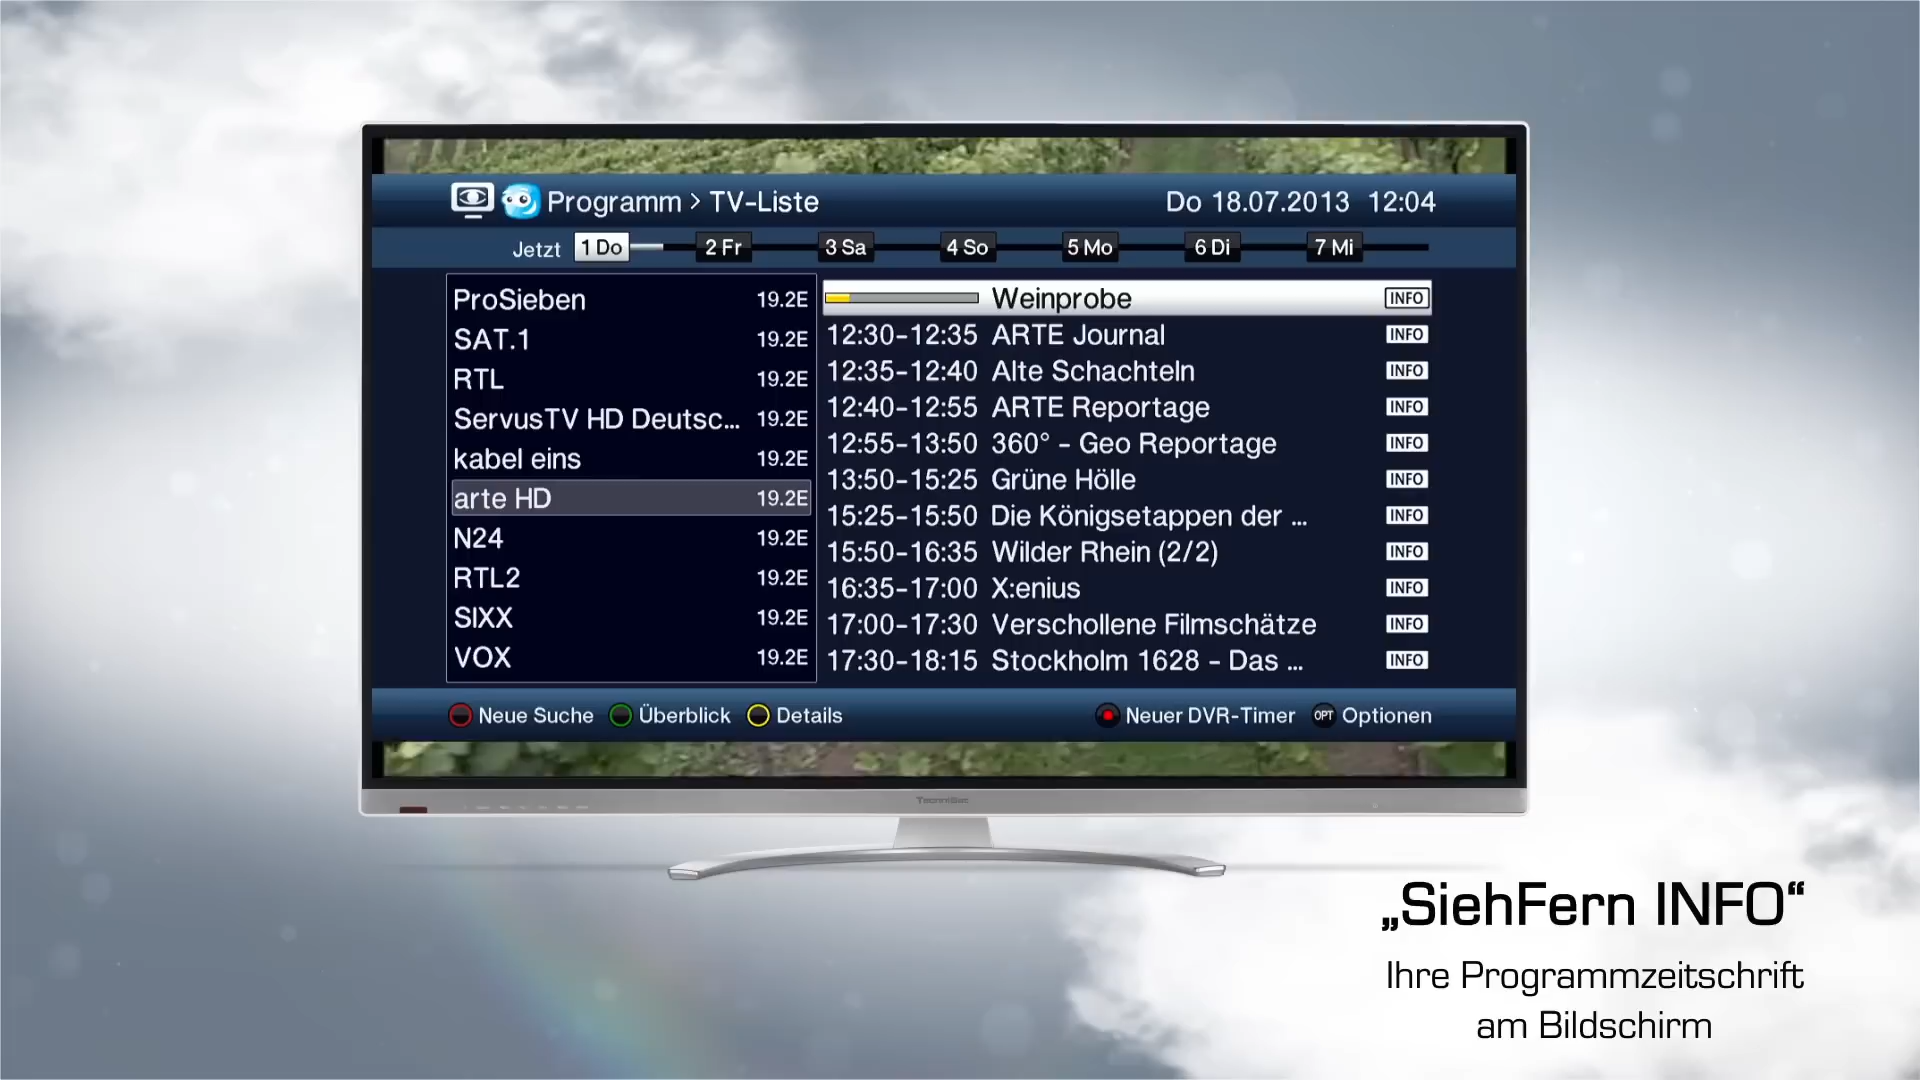 Programm > TV-Liste
Do 18.07.2013 12:04
Jetzt 1 Do 2 Fr 3 Sa 4 So 5 Mo 6 Di 7 Mi
ProSieben 19.2E
SAT.1 19.2E
RTL 19.2E
ServusTV HD Deutsc... 19.2E
kabel eins 19.2E
arte HD 19.2E
N24 19.2E
RTL2 19.2E
SIXX 19.2E
VOX 19.2E
Weinprobe INFO
12:30-12:35 ARTE Journal INFO
12:35-12:40 Alte Schachteln INFO
12:40-12:55 ARTE Reportage INFO
12:55-13:50 360° - Geo Reportage INFO
13:50-15:25 Grüne Hölle INFO
15:25-15:50 Die Königsetappen der ... INFO
15:50-16:35 Wilder Rhein (2/2) INFO
16:35-17:00 X:enius INFO
17:00-17:30 Verschollene Filmschätze INFO
17:30-18:15 Stockholm 1628 - Das ... INFO
Neue Suche Überblick Details Neuer DVR-Timer OPT Optionen
TechniSat
„SiehFern INFO“
Ihre Programmzeitschrift
am Bildschirm